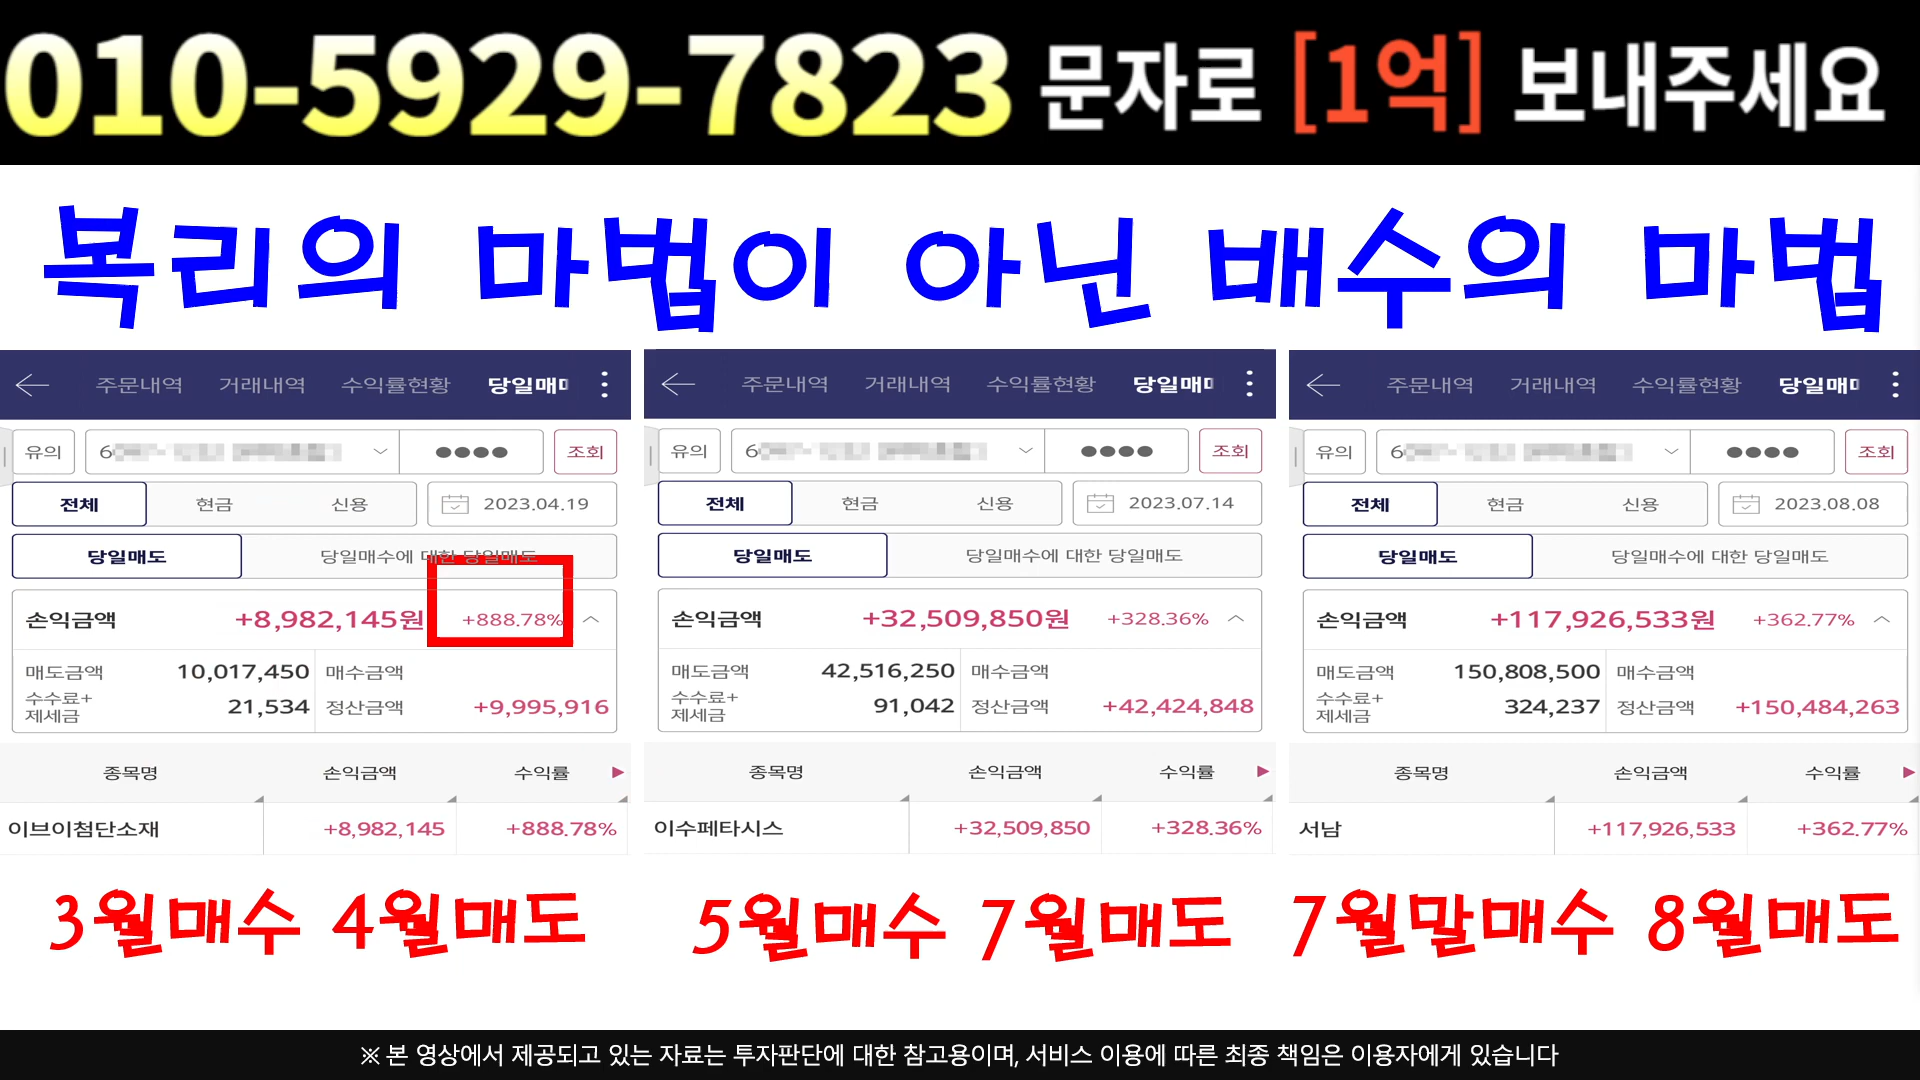 010-5929-7823 문자로 [1억] 보내주세요
복리의 마법이 아닌 배수의 마법
주문내역 거래내역 수익률현황 당일매
유의 6 ●●●● 조회
전체 현금 신용 2023.04.19
당일매도 당일매수에 대한 당일매도
손익금액 +8,982,145원 +888.78%
매도금액 10,017,450 매수금액
수수료+
제세금 21,534 정산금액 +9,995,916
종목명 손익금액 수익률
이브이첨단소재 +8,982,145 +888.78%
3월매수 4월매도
주문내역 거래내역 수익률현황 당일매
유의 6 ●●●● 조회
전체 현금 신용 2023.07.14
당일매도 당일매수에 대한 당일매도
손익금액 +32,509,850원 +328.36%
매도금액 42,516,250 매수금액
수수료+
제세금 91,042 정산금액 +42,424,848
종목명 손익금액 수익률
이수페타시스 +32,509,850 +328.36%
5월매수 7월매도
주문내역 거래내역 수익률현황 당일매
유의 6 ●●●● 조회
전체 현금 신용 2023.08.08
당일매도 당일매수에 대한 당일매도
손익금액 +117,926,533원 +362.77%
매도금액 150,808,500 매수금액
수수료+
제세금 324,237 정산금액 +150,484,263
종목명 손익금액 수익률
서남 +117,926,533 +362.77%
7월말매수 8월매도
※ 본 영상에서 제공되고 있는 자료는 투자판단에 대한 참고용이며, 서비스 이용에 따른 최종 책임은 이용자에게 있습니다